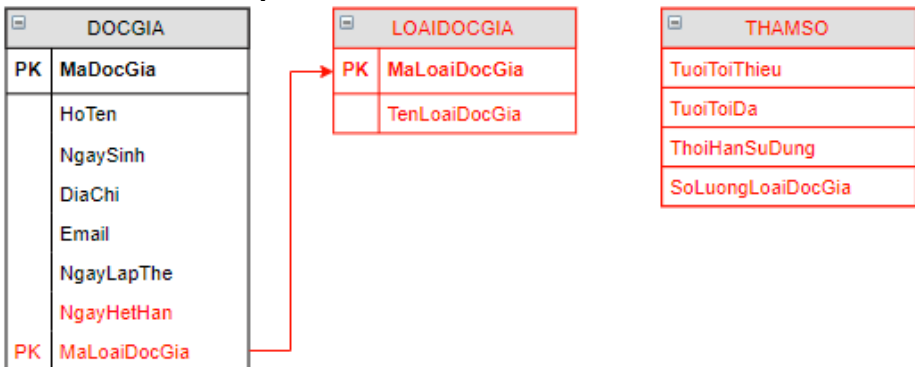 DOCGIA
PK MaDocGia
HoTen
NgaySinh
DiaChi
Email
NgayLapThe
NgayHetHan
PK MaLoaiDocGia
LOAIDOCGIA
PK MaLoaiDocGia
TenLoaiDocGia
THAMSO
TuoiToiThieu
TuoiToiDa
ThoiHanSuDung
SoLuongLoaiDocGia